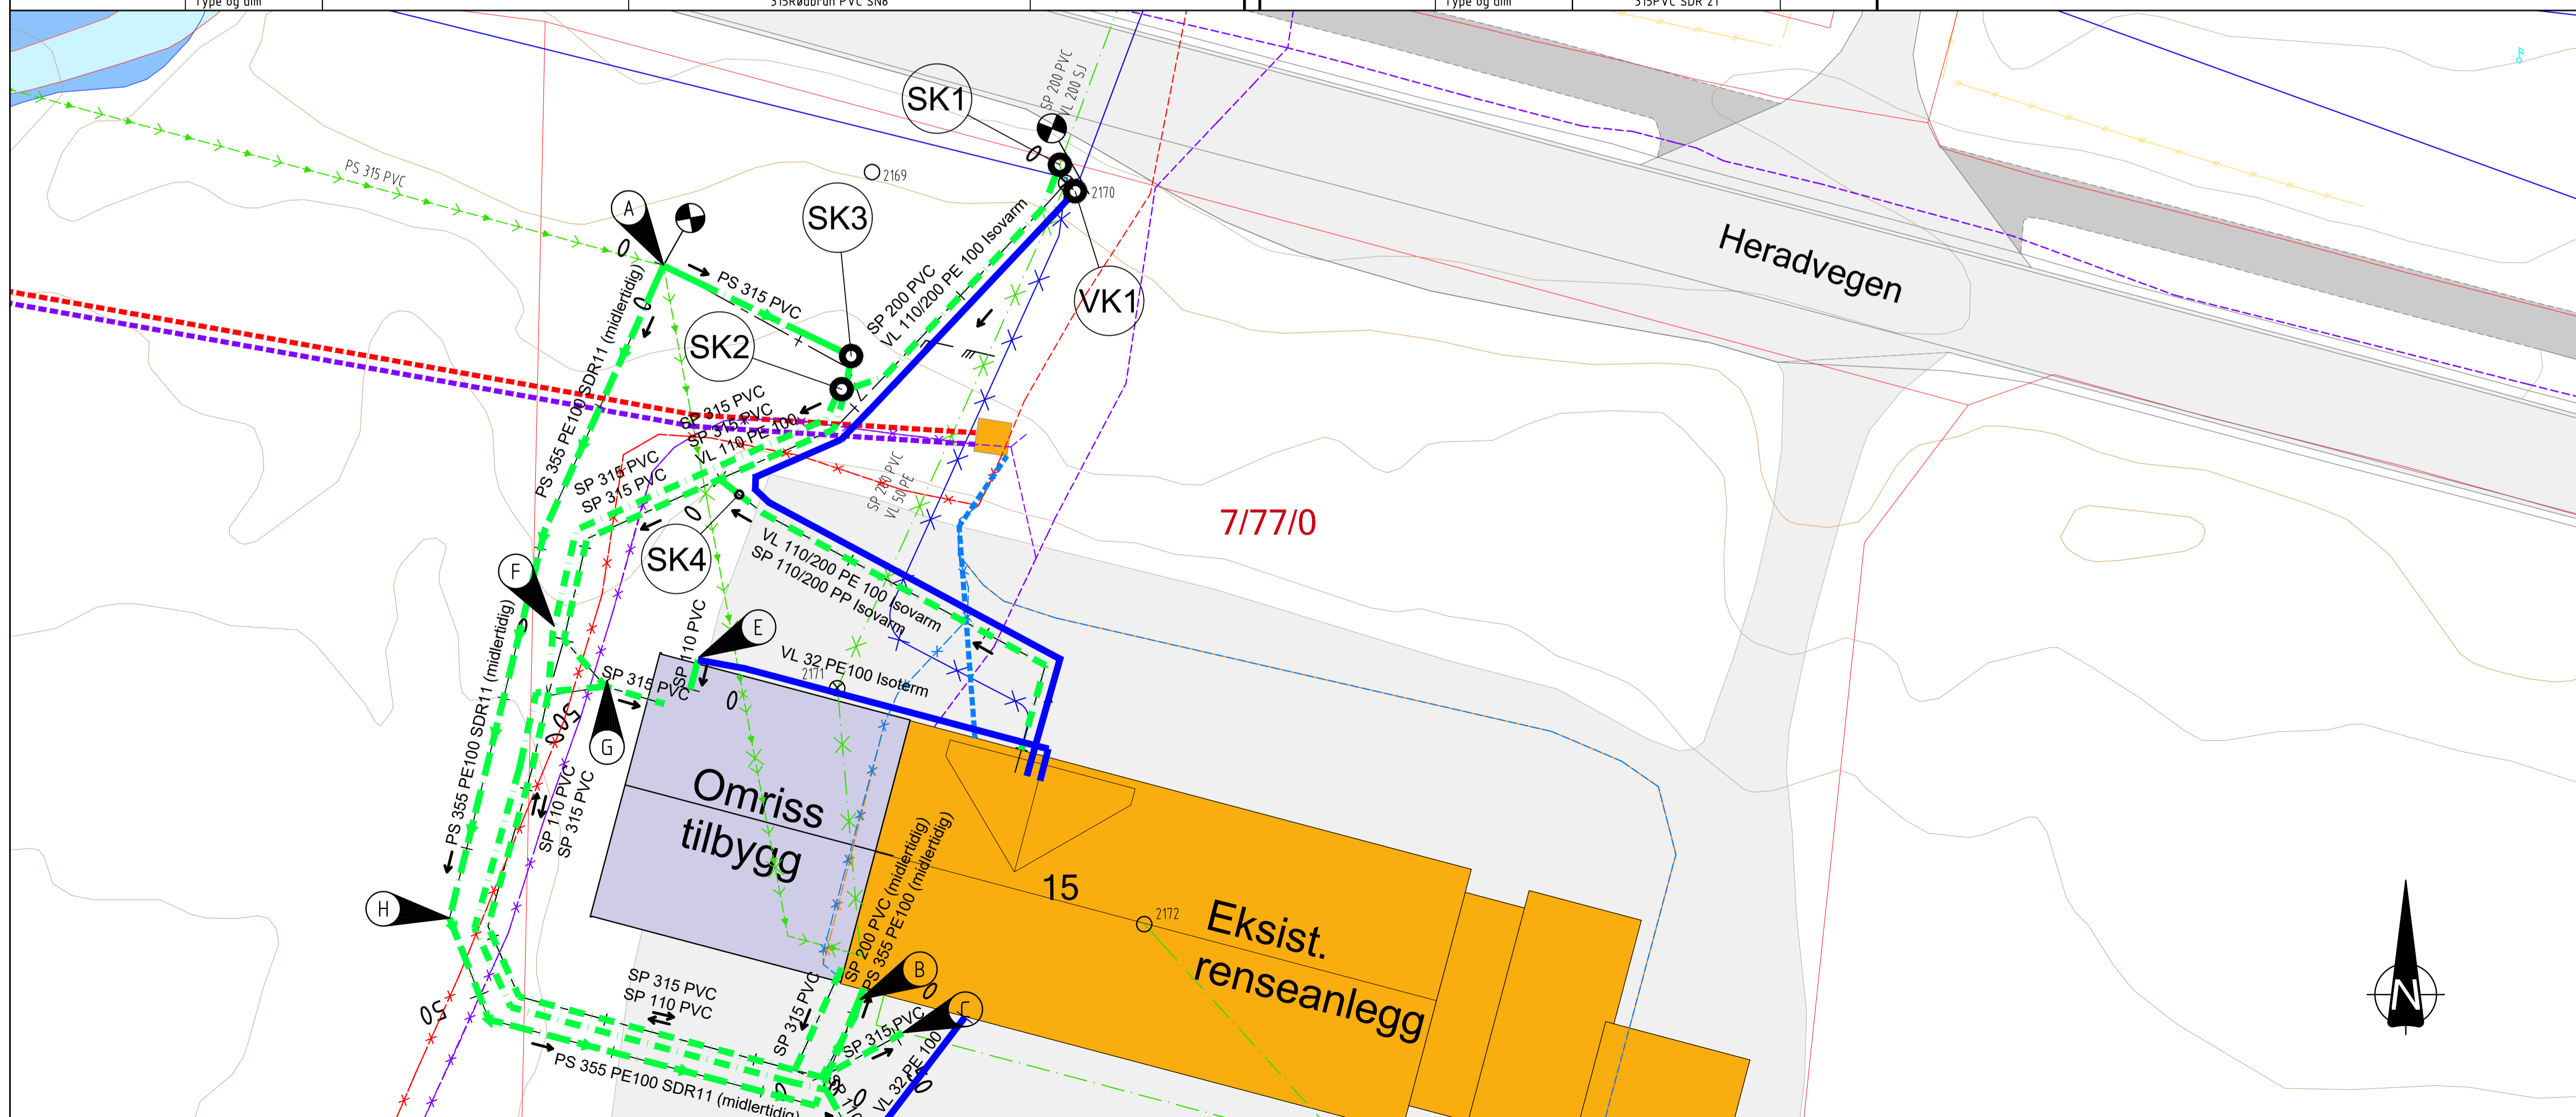 Type og dim
315Rødbrun PVC SN8
Type og dim
315PVC SDR 21
SP 200 PVC
VL 200 SJ
SK1
2169
2170
PS 315 PVC
A
SK3
VK1
Heradvegen
PS 315 PVC
SP 200 PVC
VL 110/200 PE 100 Isovarm
SK2
PS 355 PE100 SDR11 (midlertidig)
SP 315 PVC
SP 315 PVC
VL 110 PE 100
SP 315 PVC
SP 315 PVC
VL 50 PE
7/77/0
SK4
VL 110/200 PE 100 Isovarm
SP 110/200 PP Isovarm
F
E
SP 110 PVC
VL 32 PE100 Isoterm
2171
SP 315 PVC
PS 355 PE100 SDR11 (midlertidig)
G
50
SP 110 PVC
SP 315 PVC
Omriss
tilbygg
15
2172
Eksist.
renseanlegg
H
SP 200 PVC (midlertidig)
PS 355 PE100 (midlertidig)
B
C
N
50
SP 315 PVC
SP 110 PVC
SP 315 PVC
SP 315 PVC
VL 32 PE 100
PS 355 PE100 SDR11 (midlertidig)